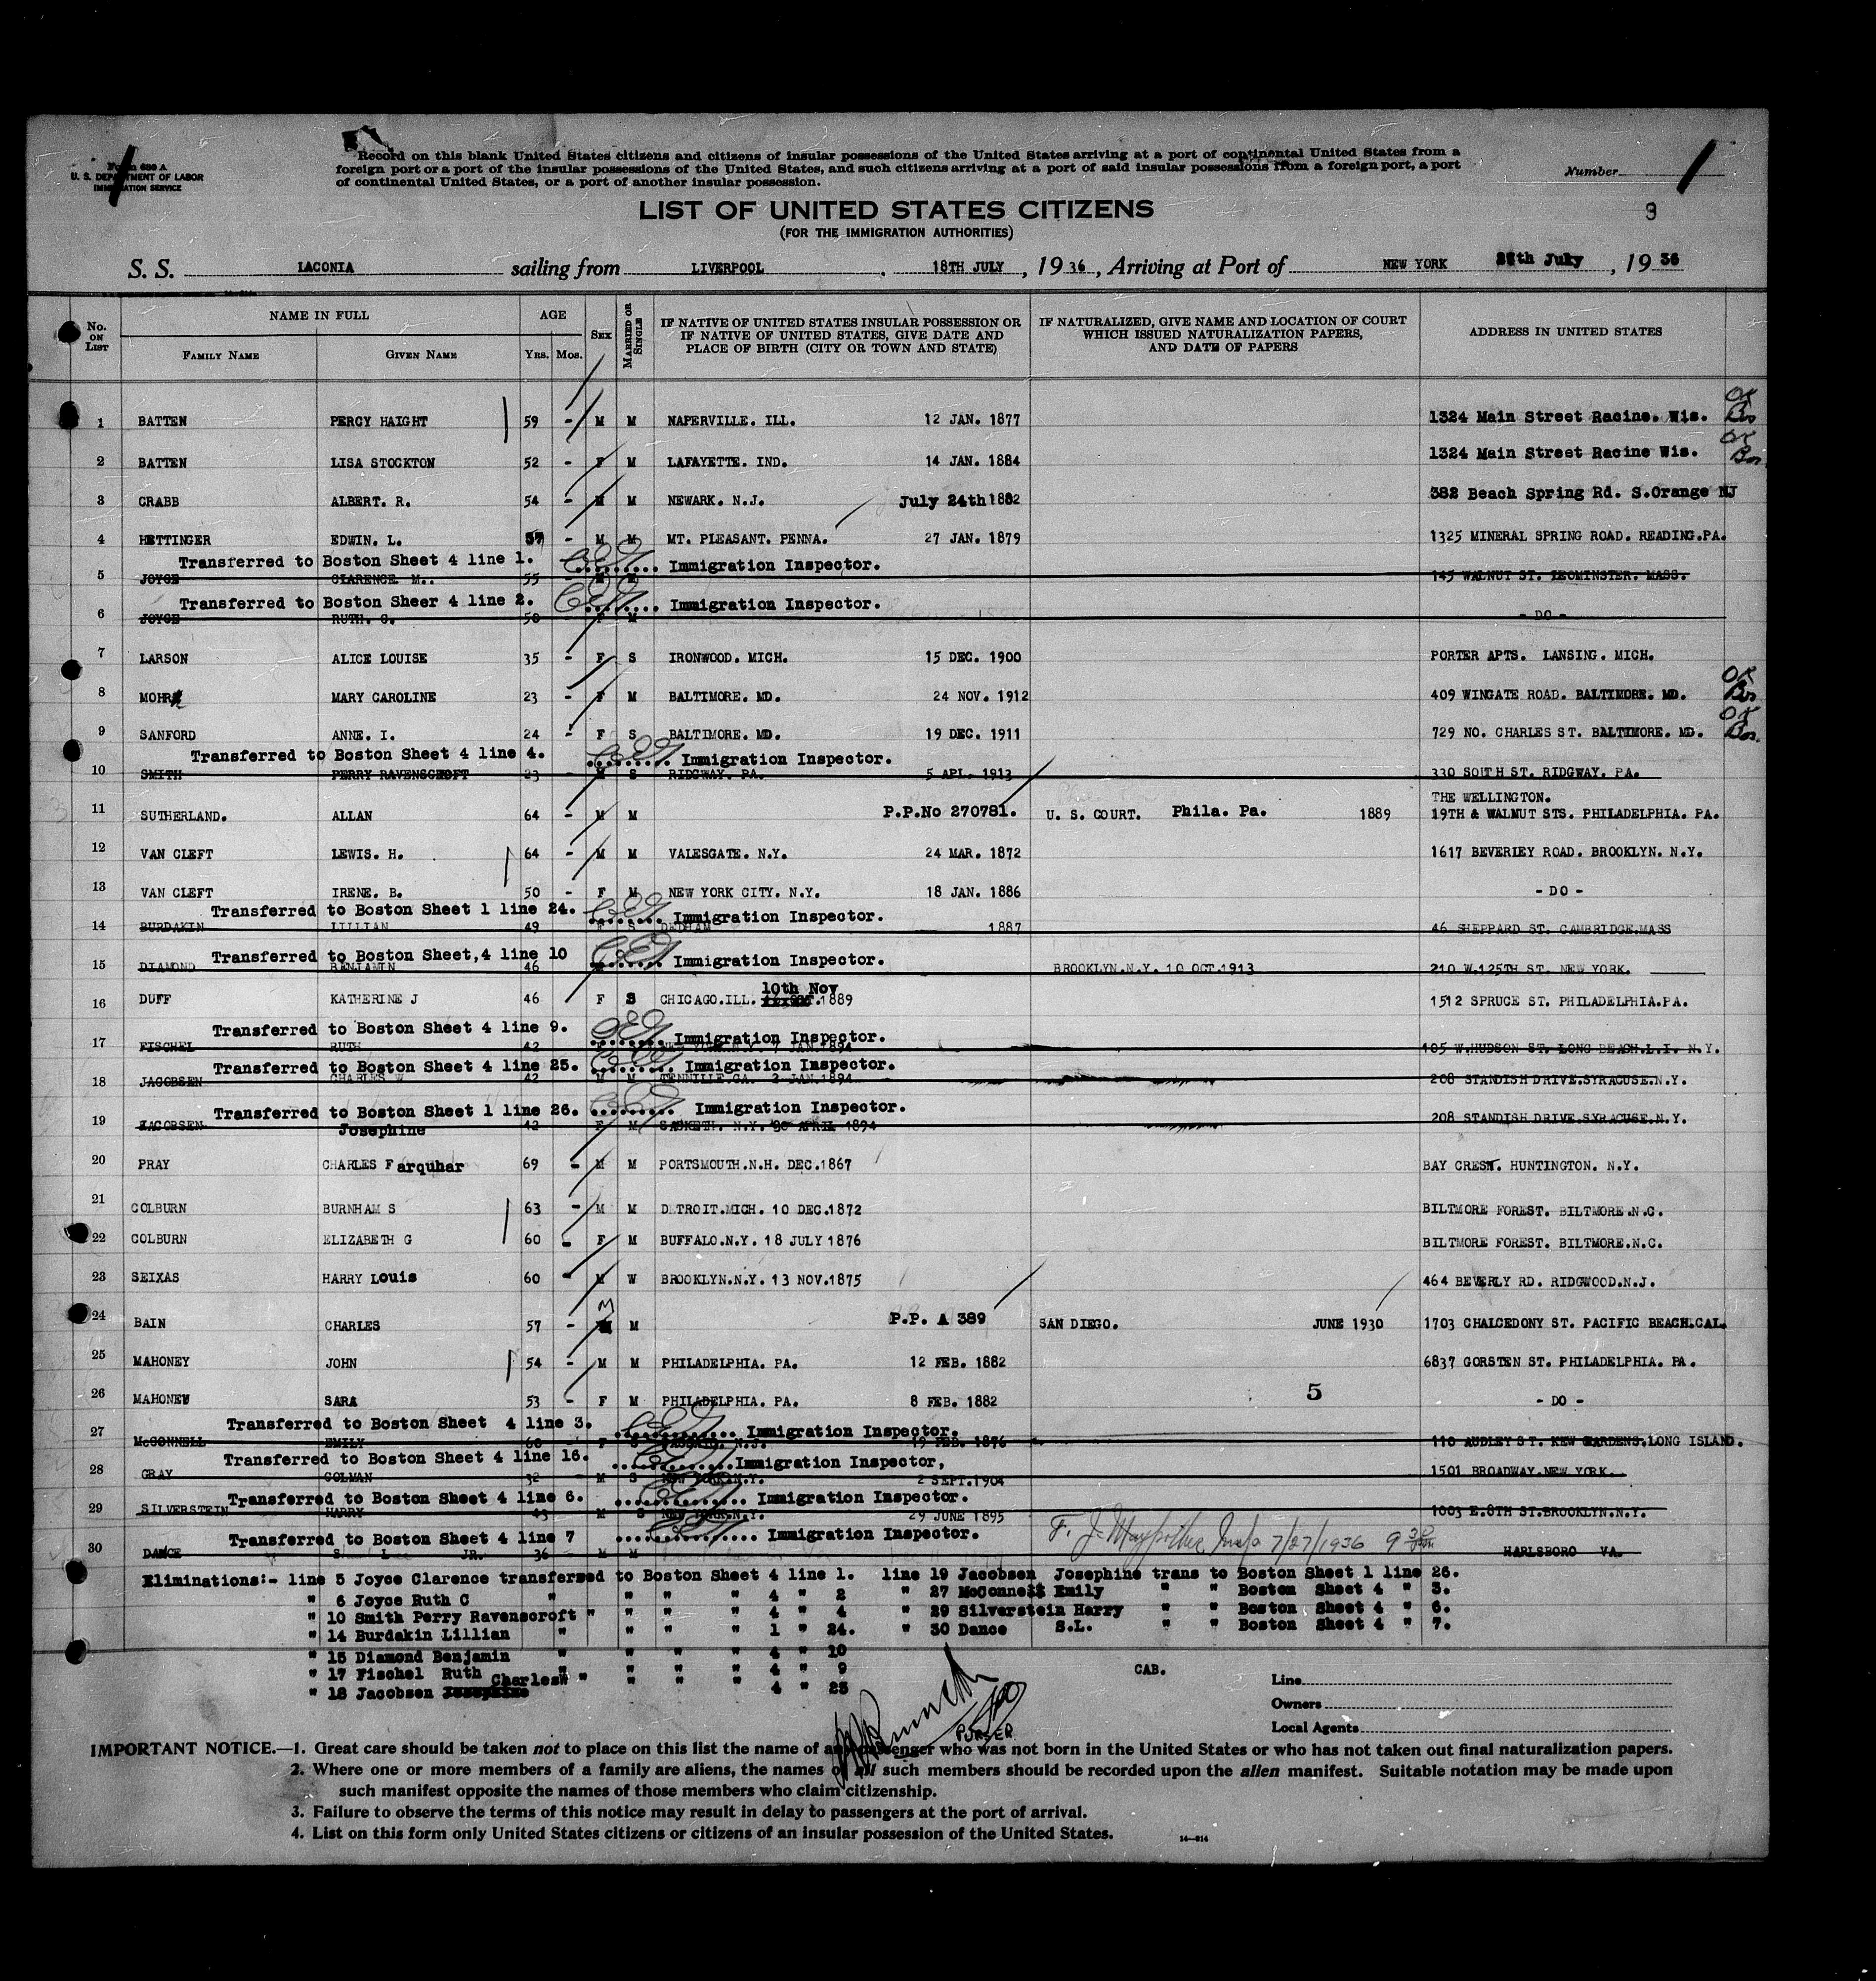 Form 630 A
U. S. DEPARTMENT OF LABOR
IMMIGRATION SERVICE
Record on this blank United States citizens and citizens of insular possessions of the United States arriving at a port of continental United States from a
foreign port or a port of the insular possessions of the United States, and such citizens arriving at a port of said insular possessions from a foreign port, a port
of continental United States, or a port of another insular possession.
Number
LIST OF UNITED STATES CITIZENS
(FOR THE IMMIGRATION AUTHORITIES)
S. S. LACONIA sailing from LIVERPOOL, 18TH JULY, 1936, Arriving at Port of NEW YORK th July, 1936
No. ON LIST
NAME IN FULL
FAMILY NAME GIVEN NAME
AGE
YRS. MOS.
SEX
MARRIED OR SINGLE
IF NATIVE OF UNITED STATES INSULAR POSSESSION OR
IF NATIVE OF UNITED STATES, GIVE DATE AND
PLACE OF BIRTH (CITY OR TOWN AND STATE)
IF NATURALIZED, GIVE NAME AND LOCATION OF COURT
WHICH ISSUED NATURALIZATION PAPERS,
AND DATE OF PAPERS
ADDRESS IN UNITED STATES
1 BATTEN PERCY HAIGHT 59 - M M NAPERVILLE. ILL. 12 JAN. 1877 1324 Main Street Racine. Wis. OK
2 BATTEN LISA STOCKTON 52 - F M LAFAYETTE. IND. 14 JAN. 1884 1324 Main Street Racine Wis. OK
3 CRABB ALBERT. R. 54 - M M NEWARK. N.J. July 24th 1882 382 Beach Spring Rd. S.Orange NJ
4 HETTINGER EDWIN. L. 57 - M M MT. PLEASANT. PENNA. 27 JAN. 1879 1325 MINERAL SPRING ROAD. READING.PA.
Transferred to Boston Sheet 4 line 1. Immigration Inspector.
5 JOYCE CLARENCE M.. 55 - M M 145 WALNUT ST. LEOMINSTER. MASS.
Transferred to Boston Sheer 4 line 2. Immigration Inspector.
6 JOYCE RUTH. C. 50 - F M - DO -
7 LARSON ALICE LOUISE 35 - F S IRONWOOD. MICH. 15 DEC. 1900 PORTER APTS. LANSING. MICH.
8 MOHR MARY CAROLINE 23 - F M BALTIMORE. MD. 24 NOV. 1912 409 WINGATE ROAD. BALTIMORE. MD. OK
9 SANFORD ANNE. I. 24 - F S BALTIMORE. MD. 19 DEC. 1911 729 NO. CHARLES ST. BALTIMORE. MD. OK
Transferred to Boston Sheet 4 line 4. Immigration Inspector.
10 SMITH PERRY RAVENSCROFT 23 - M S RIDGWAY. PA. 5 APL. 1913 330 SOUTH ST. RIDGWAY. PA.
THE WELLINGTON.
11 SUTHERLAND. ALLAN 64 - M M P.P.No 270781. U. S. COURT. Phila. Pa. 1889 19TH & WALNUT STS. PHILADELPHIA. PA.
12 VAN CLEFT LEWIS. H. 64 - M M VALESGATE. N.Y. 24 MAR. 1872 1617 BEVERLEY ROAD. BROOKLYN. N.Y.
13 VAN CLEFT IRENE. B. 50 - F M NEW YORK CITY. N.Y. 18 JAN. 1886 - DO -
Transferred to Boston Sheet 1 line 24. Immigration Inspector.
14 BURDAKIN LILLIAN 49 F S DEDHAM 1887 46 SHEPPARD ST. CAMBRIDGE.MASS
Transferred to Boston Sheet,4 line 10 Immigration Inspector.
15 DIAMOND BENJAMIN 46 BROOKLYN.N.Y. 10 OCT.1913 210 W.125TH ST. NEW YORK.
10th Nov
16 DUFF KATHERINE J 46 F S CHICAGO.ILL. 1889 1512 SPRUCE ST. PHILADELPHIA.PA.
Transferred to Boston Sheet 4 line 9. Immigration Inspector.
17 FISCHEL RUTH 42 7 JAN.1894 105 W.HUDSON ST. LONG BEACH.L.I. N.Y.
Transferred to Boston Sheet 4 line 25. Immigration Inspector.
18 JACOBSEN CHARLES W 42 M M TENNILLE.GA. 2 JAN.1894 208 STANDISH DRIVE.SYRACUSE.N.Y.
Transferred to Boston Sheet 1 line 26. Immigration Inspector.
19 JACOBSEN Josephine 42 F M N.Y. 30 APRIL 1894 208 STANDISH DRIVE.SYRACUSE.N.Y.
20 PRAY CHARLES Farquhar 69 - M M PORTSMOUTH.N.H. DEC.1867 BAY CREST. HUNTINGTON. N.Y.
21 COLBURN BURNHAM S 63 - M M DETROIT.MICH. 10 DEC.1872 BILTMORE FOREST. BILTMORE.N.C.
22 COLBURN ELIZABETH G 60 - F M BUFFALO.N.Y. 18 JULY 1876 BILTMORE FOREST. BILTMORE.N.C.
23 SEIXAS HARRY Louis 60 - M W BROOKLYN.N.Y. 13 NOV.1875 464 BEVERLY RD. RIDGWOOD.N.J.
24 BAIN CHARLES 57 - M M P.P. A 389 SAN DIEGO. JUNE 1930 1703 CHALCEDONY ST. PACIFIC BEACH.CAL.
25 MAHONEY JOHN 54 - M M PHILADELPHIA. PA. 12 FEB. 1882 6837 GORSTEN ST. PHILADELPHIA. PA.
26 MAHONEY SARA 53 - F M PHILADELPHIA. PA. 8 FEB. 1882 5 - DO -
Transferred to Boston Sheet 4 line 3. Immigration Inspector.
27 McCONNELL EMILY 60 - F S N.J. 19 FEB. 1876 110 AUDLEY ST. KEW GARDENS.LONG ISLAND.
Transferred to Boston Sheet 4 line 16. Immigration Inspector,
28 GRAY COLMAN 32 - M S NEW YORK.N.Y. 2 SEPT.1904 1501 BROADWAY.NEW YORK.
Transferred to Boston Sheet 4 line 6. Immigration Inspector.
29 SILVERSTEIN HARRY M S NEW YORK.N.Y. 29 JUNE 1895 1003 E.8TH ST.BROOKLYN.N.Y.
Transferred to Boston Sheet 4 line 7 Immigration Inspector. 7/27/1936
30 DANCE JR. 36 M M HARLSBORO VA.
Eliminations:- line 5 Joyce Clarence transferred to Boston Sheet 4 line 1. line 19 Jacobsen Josephine trans to Boston Sheet 1 line 26.
" 6 Joyce Ruth C " " " " 4 " 2 " 27 McConnell Emily " " Boston Sheet 4 " 3.
" 10 Smith Perry Ravenscroft " " " " 4 " 4 " 29 Silverstein Harry " " Boston Sheet 4 " 6.
" 14 Burdakin Lillian " " " " 1 " 24. " 30 Dance S.L. " " Boston Sheet 4 " 7.
" 15 Diamond Benjamin " " " " 4 " 10
" 17 Fischel Ruth " " " " 4 " 9
" 18 Jacobsen Charles " " " 4 " 25
CAB.
PURSER
Line
Owners
Local Agents
IMPORTANT NOTICE.—1. Great care should be taken not to place on this list the name of any passenger who was not born in the United States or who has not taken out final naturalization papers.
2. Where one or more members of a family are aliens, the names of all such members should be recorded upon the alien manifest. Suitable notation may be made upon
such manifest opposite the names of those members who claim citizenship.
3. Failure to observe the terms of this notice may result in delay to passengers at the port of arrival.
4. List on this form only United States citizens or citizens of an insular possession of the United States.
14—614